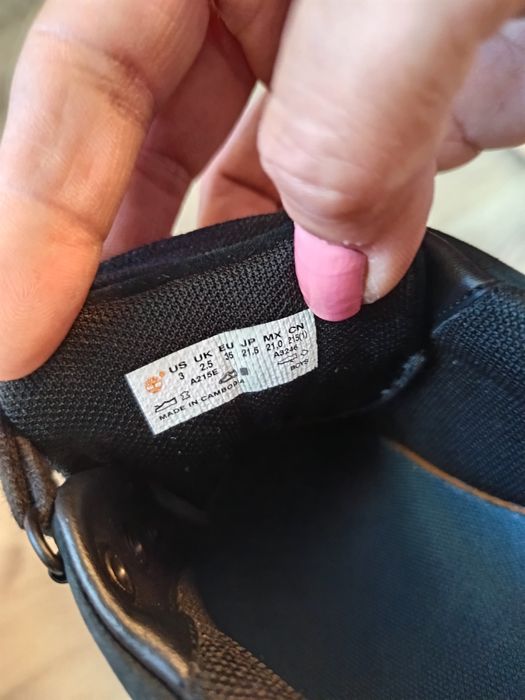 US UK EU JP MX CN
3 2.5 35 21.5 21.0 215(1)
A215E A3246
BOYS
MADE IN CAMBODIA